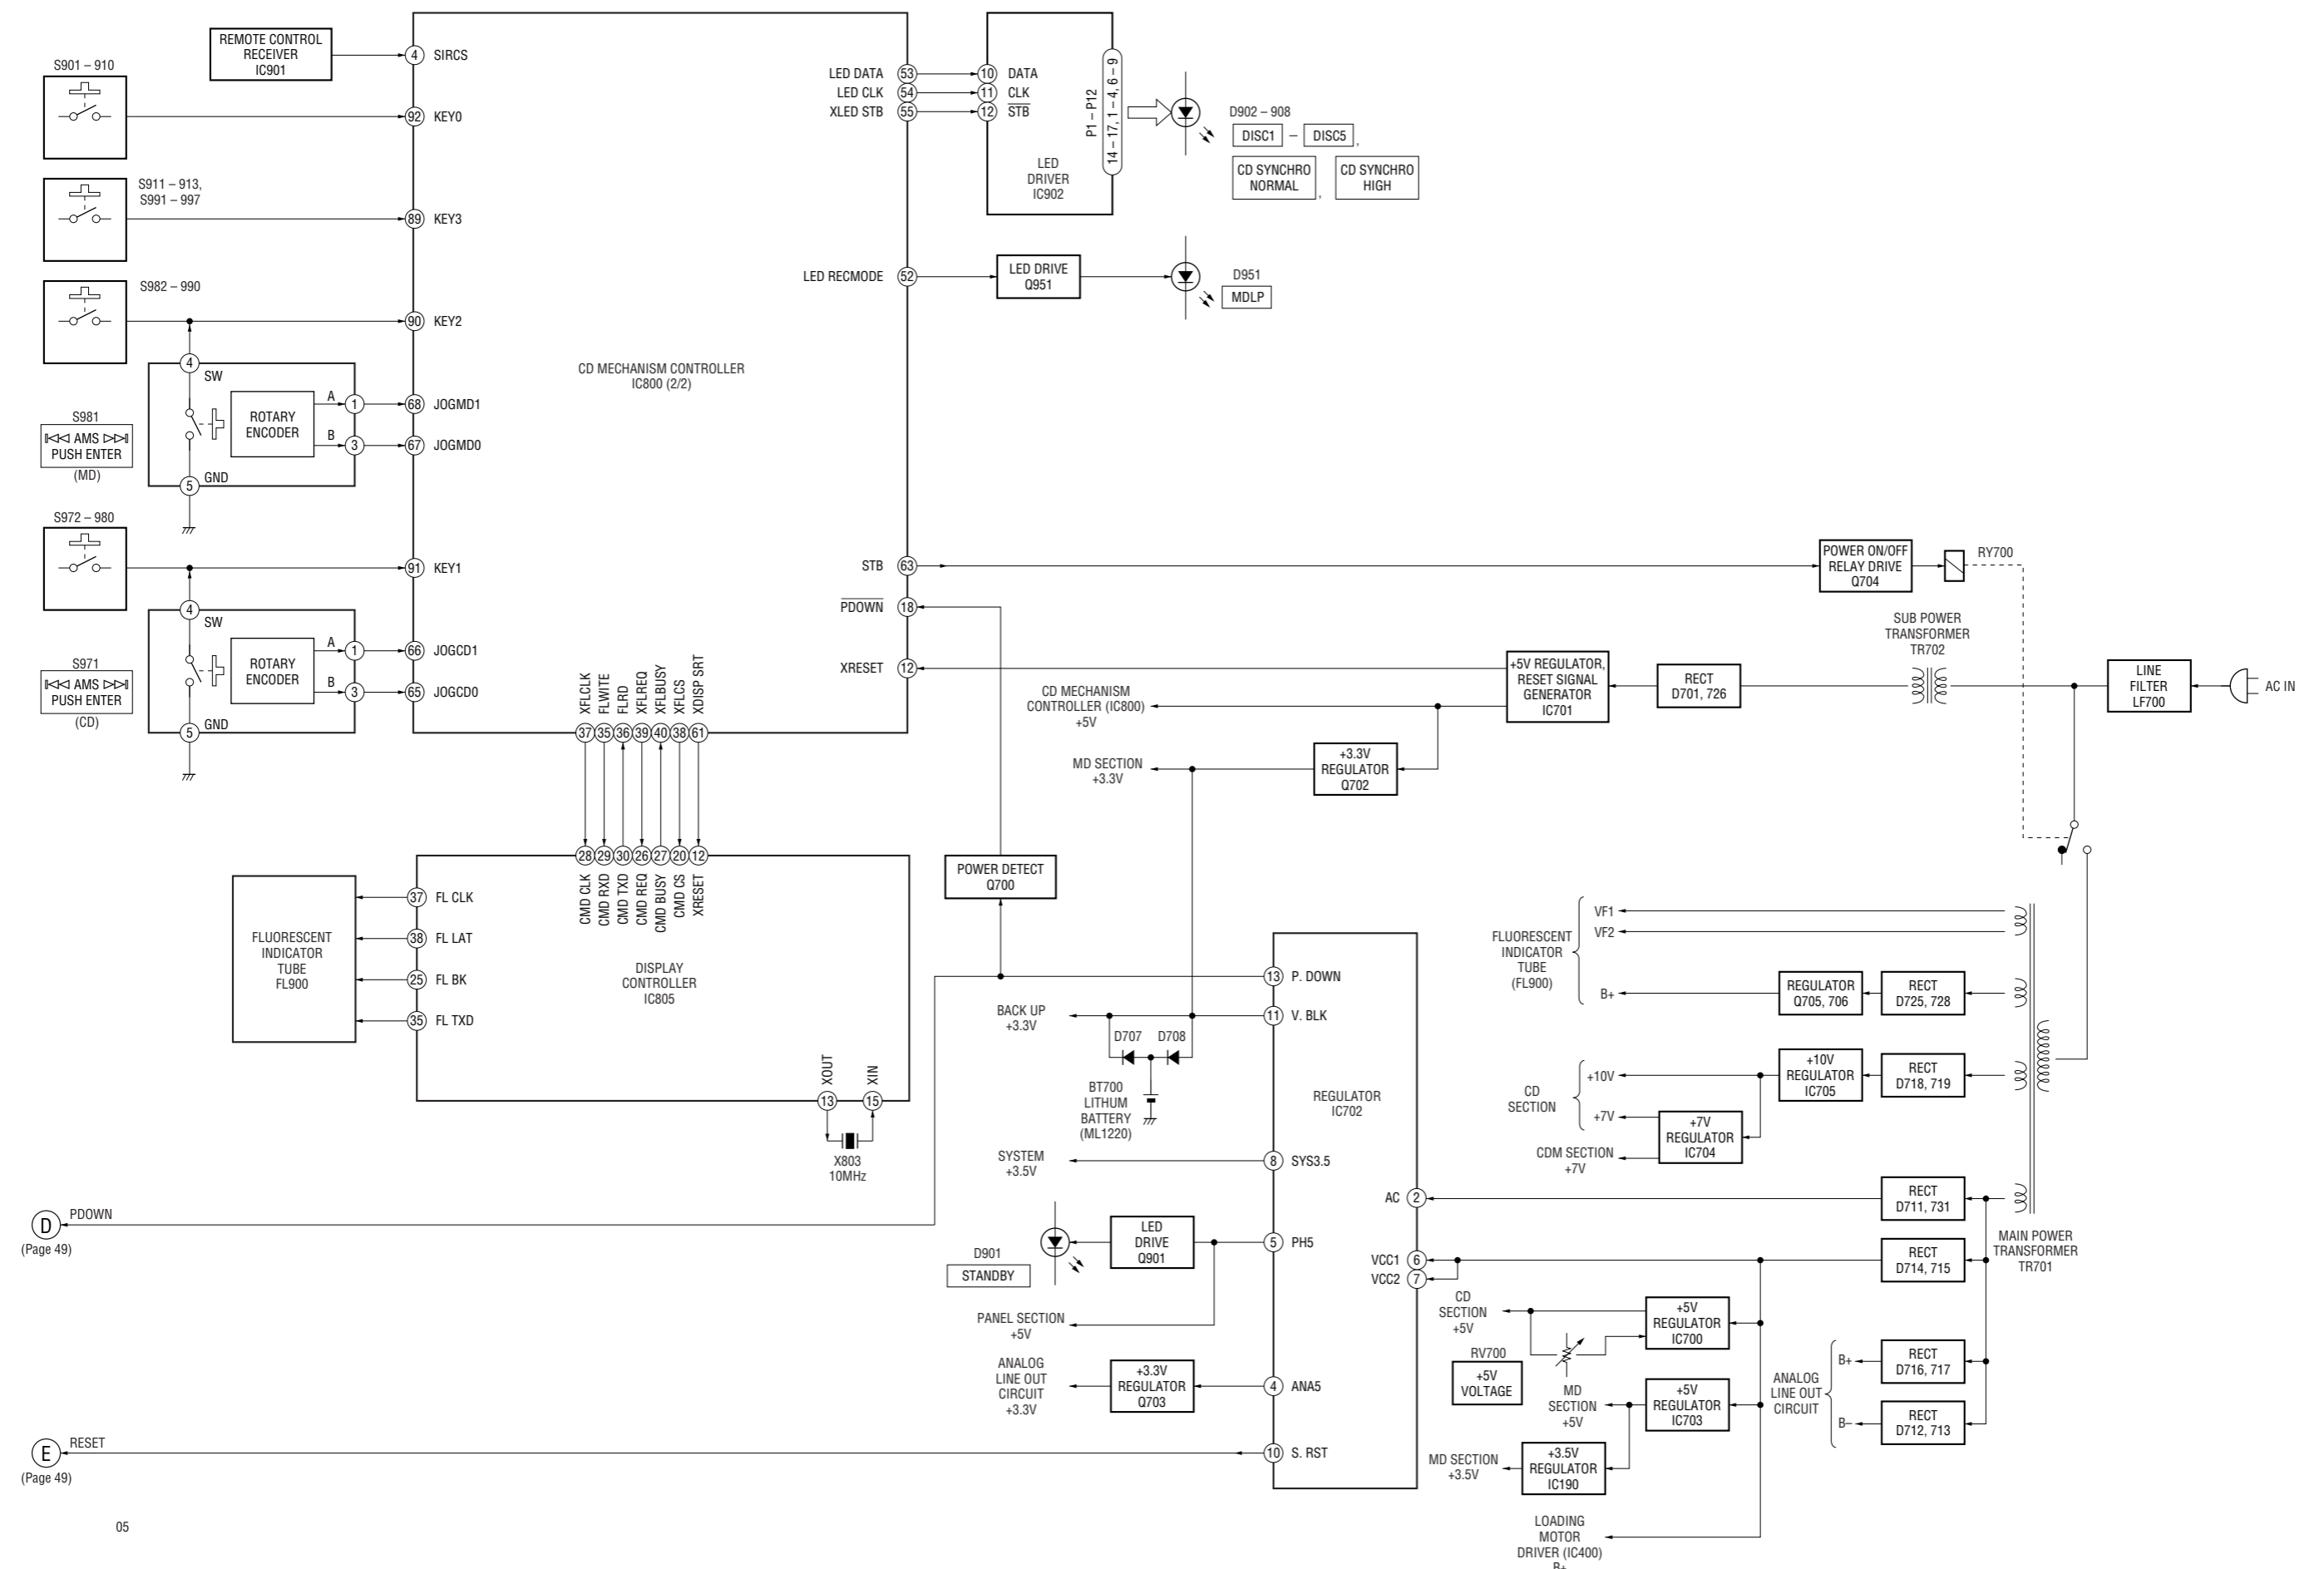 REMOTE CONTROL
RECEIVER
IC901
4 SIRCS
S901 – 910
92 KEY0
S911 – 913,
S991 – 997
89 KEY3
S982 – 990
90 KEY2
4
SW
ROTARY
ENCODER
A
1
68 JOGMD1
B
3
67 JOGMD0
S981
AMS
PUSH ENTER
(MD)
5 GND
S972 – 980
91 KEY1
4
SW
ROTARY
ENCODER
A
1
66 JOGCD1
B
3
65 JOGCD0
S971
AMS
PUSH ENTER
(CD)
5
GND
CD MECHANISM CONTROLLER
IC800 (2/2)
LED DATA 53
LED CLK 54
XLED STB 55
10 DATA
11 CLK
12 STB
P1 – P12
14 – 17, 1 – 4, 6 – 9
LED
DRIVER
IC902
D902 – 908
DISC1 – DISC5 ,
CD SYNCHRO
NORMAL ,
CD SYNCHRO
HIGH
LED RECMODE 52
LED DRIVE
Q951
D951
MDLP
STB 63
PDOWN 18
XRESET 12
POWER ON/OFF
RELAY DRIVE
Q704
RY700
SUB POWER
TRANSFORMER
TR702
LINE
FILTER
LF700
AC IN
+5V REGULATOR,
RESET SIGNAL
GENERATOR
IC701
RECT
D701, 726
CD MECHANISM
CONTROLLER (IC800)
+5V
MD SECTION
+3.3V
+3.3V
REGULATOR
Q702
XFLCLK
FLWITE
FLRD
XFLREQ
XFLBUSY
XFLCS
XDISP SRT
37 35 36 39 40 38 61
28 29 30 26 27 20 12
CMD CLK
CMD RXD
CMD TXD
CMD REQ
CMD BUSY
CMD CS
XRESET
FLUORESCENT
INDICATOR
TUBE
FL900
37 FL CLK
38 FL LAT
25 FL BK
35 FL TXD
DISPLAY
CONTROLLER
IC805
XOUT
XIN
13
15
X803
10MHz
POWER DETECT
Q700
REGULATOR
IC702
13 P. DOWN
11 V. BLK
BACK UP
+3.3V
D707
D708
BT700
LITHUM
BATTERY
(ML1220)
SYSTEM
+3.5V
8 SYS3.5
D901
STANDBY
LED
DRIVE
Q901
5 PH5
PANEL SECTION
+5V
ANALOG
LINE OUT
CIRCUIT
+3.3V
+3.3V
REGULATOR
Q703
4 ANA5
10 S. RST
AC 2
VCC1 6
VCC2 7
FLUORESCENT
INDICATOR
TUBE
(FL900)
VF1
VF2
B+
REGULATOR
Q705, 706
RECT
D725, 728
CD
SECTION
+10V
+7V
+10V
REGULATOR
IC705
RECT
D718, 719
+7V
REGULATOR
IC704
CDM SECTION
+7V
RECT
D711, 731
MAIN POWER
TRANSFORMER
TR701
RECT
D714, 715
CD
SECTION
+5V
+5V
REGULATOR
IC700
RV700
+5V
VOLTAGE
MD
SECTION
+5V
+5V
REGULATOR
IC703
MD SECTION
+3.5V
+3.5V
REGULATOR
IC190
ANALOG
LINE OUT
CIRCUIT
B+
RECT
D716, 717
B–
RECT
D712, 713
LOADING
MOTOR
DRIVER (IC400)
B+
D PDOWN
(Page 49)
E RESET
(Page 49)
05